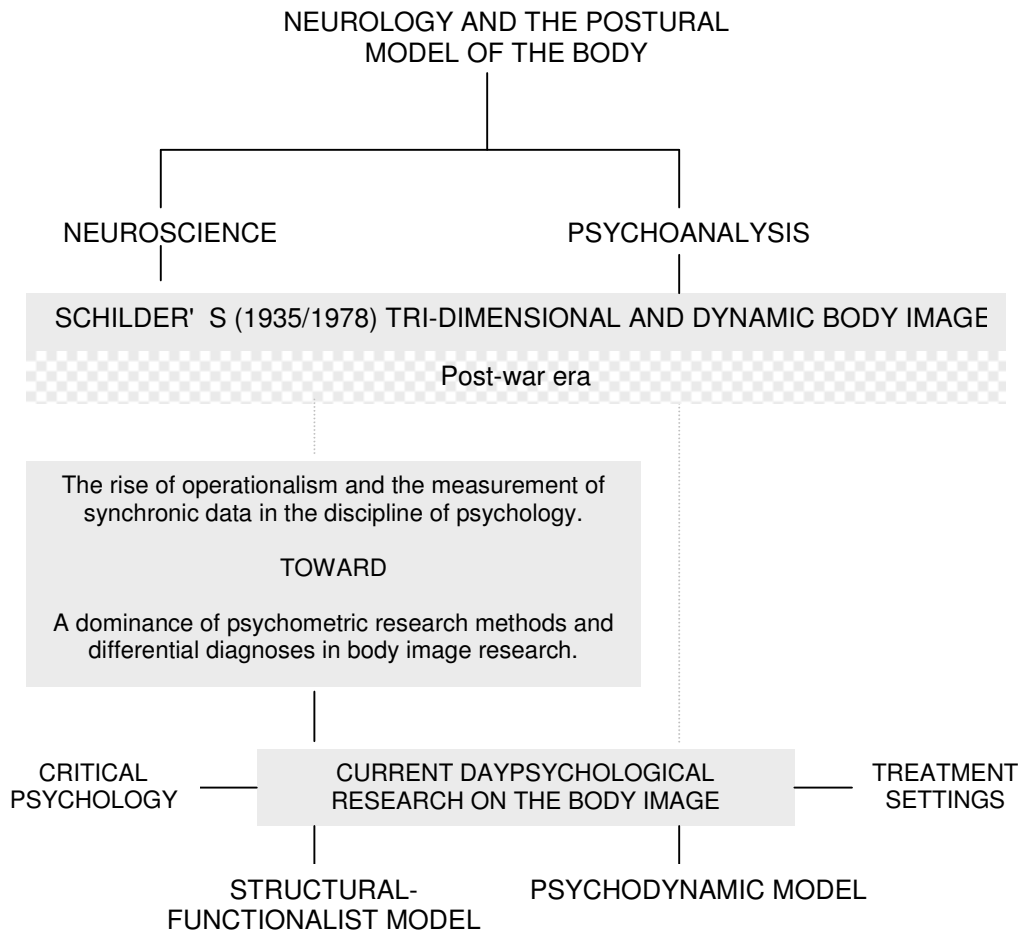 NEUROLOGY AND THE POSTURAL
MODEL OF THE BODY
NEUROSCIENCE
PSYCHOANALYSIS
SCHILDER' S (1935/1978) TRI-DIMENSIONAL AND DYNAMIC BODY IMAGE
Post-war era
The rise of operationalism and the measurement of
synchronic data in the discipline of psychology.
TOWARD
A dominance of psychometric research methods and
differential diagnoses in body image research.
CRITICAL
PSYCHOLOGY
CURRENT DAYPSYCHOLOGICAL
RESEARCH ON THE BODY IMAGE
TREATMENT
SETTINGS
STRUCTURAL-
FUNCTIONALIST MODEL
PSYCHODYNAMIC MODEL